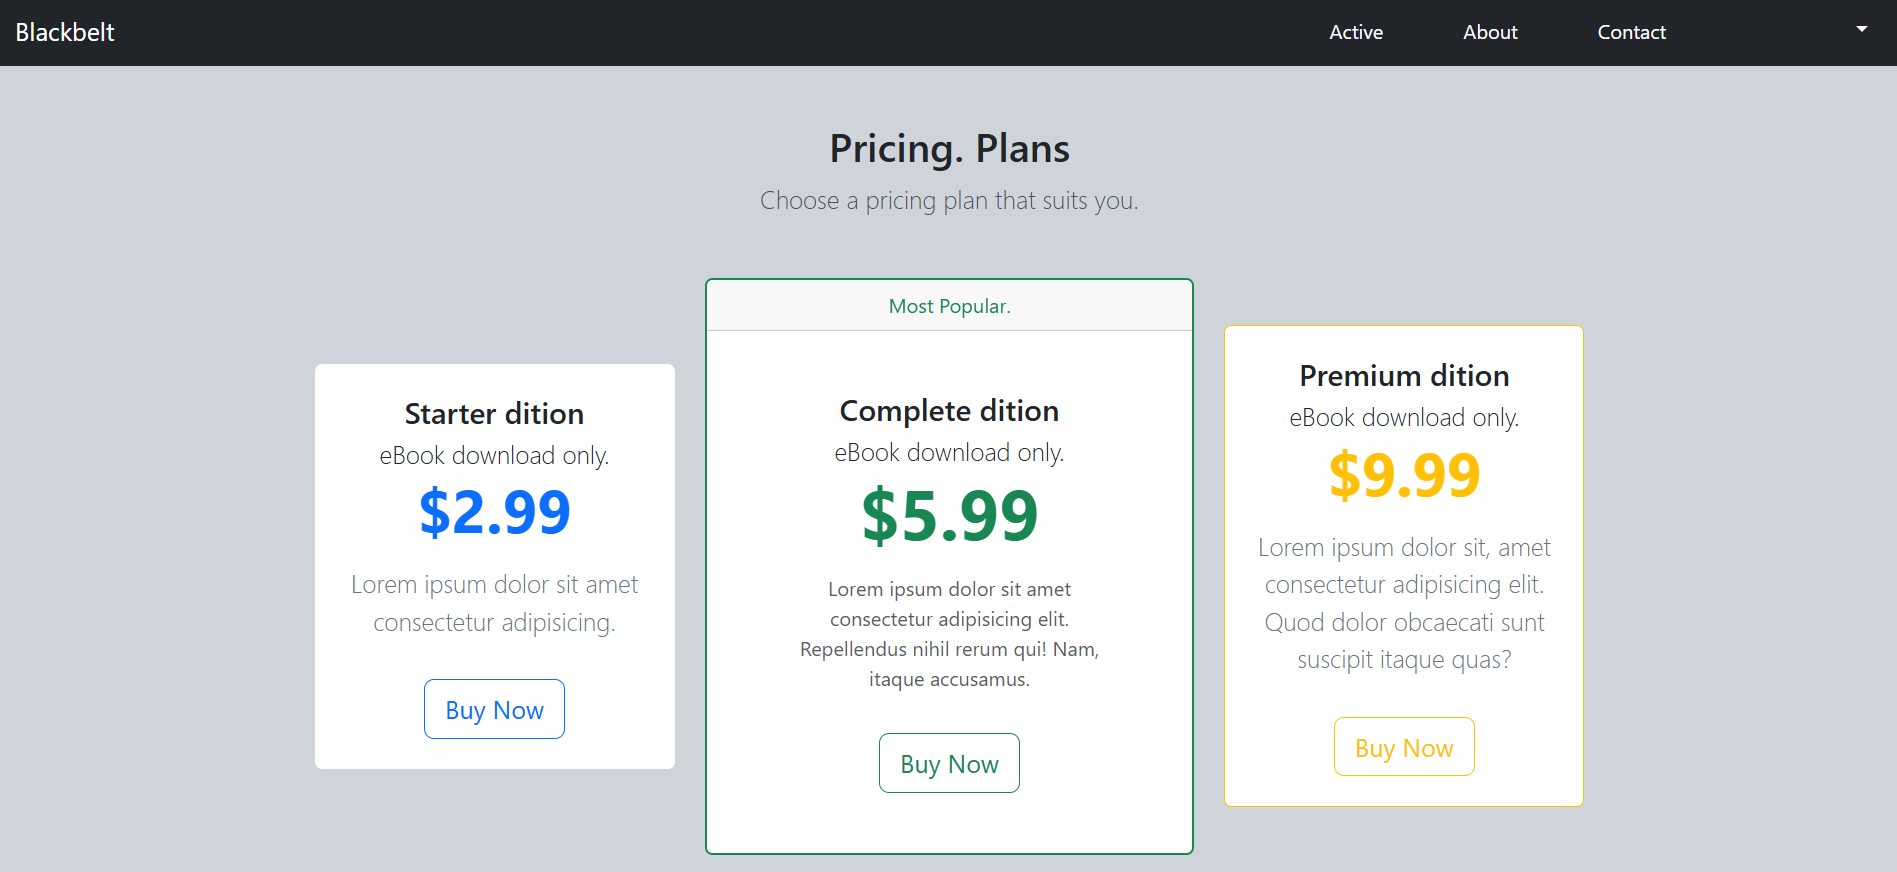 Blackbelt
Active
About
Contact
Pricing. Plans
Choose a pricing plan that suits you.
Starter dition
eBook download only.
$2.99
Lorem ipsum dolor sit amet
consectetur adipisicing.
Buy Now
Most Popular.
Complete dition
eBook download only.
$5.99
Lorem ipsum dolor sit amet
consectetur adipisicing elit.
Repellendus nihil rerum qui! Nam,
itaque accusamus.
Buy Now
Premium dition
eBook download only.
$9.99
Lorem ipsum dolor sit, amet
consectetur adipisicing elit.
Quod dolor obcaecati sunt
suscipit itaque quas?
Buy Now